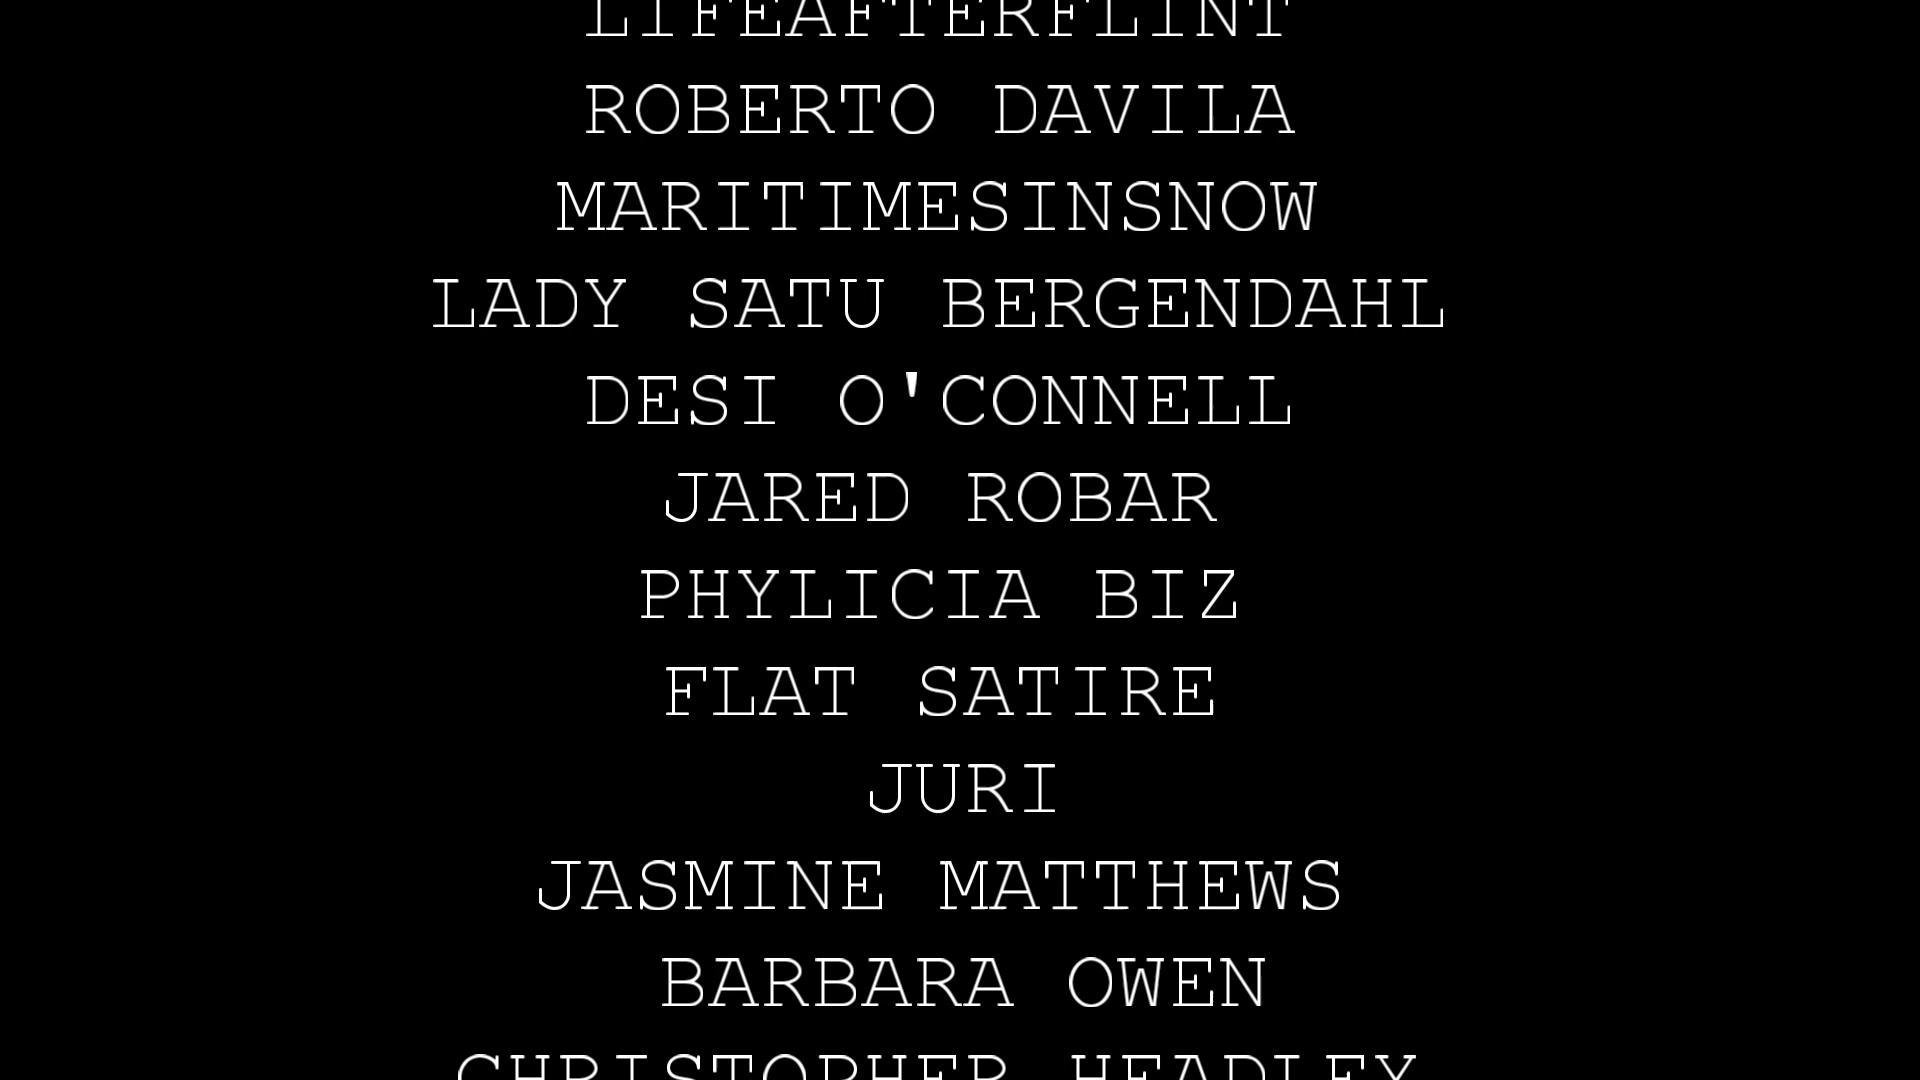 LIFEAFTERFLINT
ROBERTO DAVILA
MARITIMESINSNOW
LADY SATU BERGENDAHL
DESI O'CONNELL
JARED ROBAR
PHYLICIA BIZ
FLAT SATIRE
JURI
JASMINE MATTHEWS
BARBARA OWEN
CHRISTOPHER HEADLEY